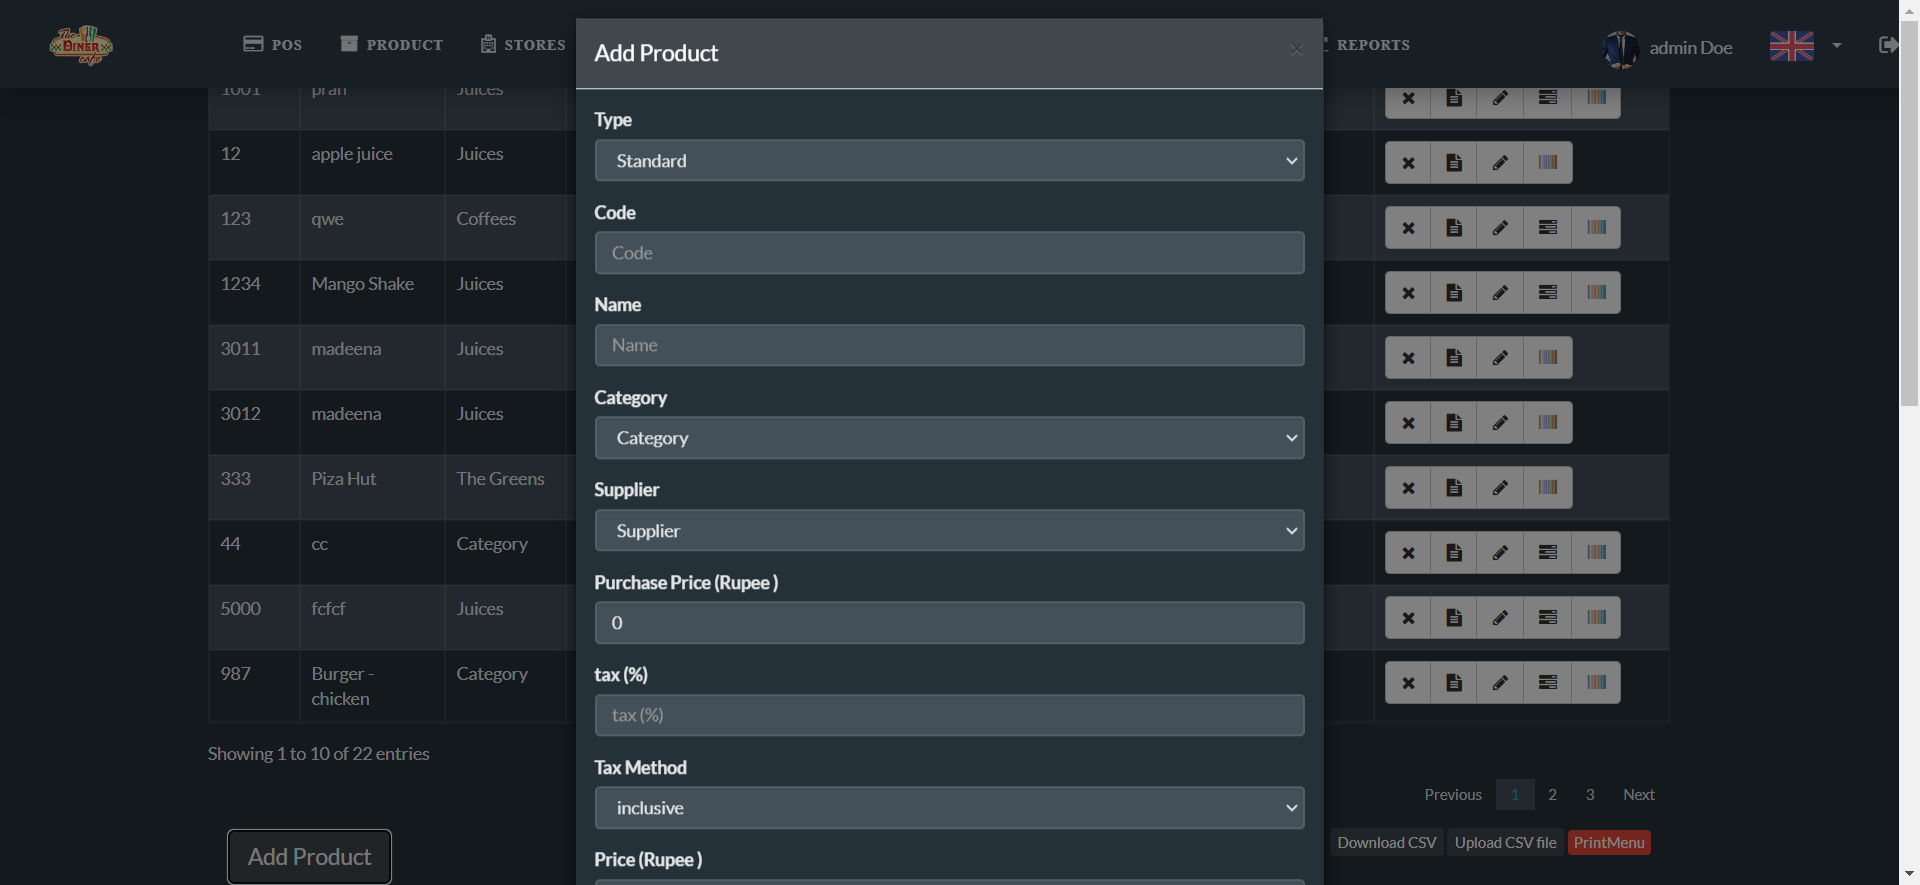 The
DINER
cafe
POS
PRODUCT
STORES
REPORTS
admin Doe
Add Product
×
Type
Standard
Code
Code
Name
Name
Category
Category
Supplier
Supplier
Purchase Price (Rupee )
0
tax (%)
tax (%)
Tax Method
inclusive
Price (Rupee )
1001 pran Juices
12 apple juice Juices
123 qwe Coffees
1234 Mango Shake Juices
3011 madeena Juices
3012 madeena Juices
333 Piza Hut The Greens
44 cc Category
5000 fcfcf Juices
987 Burger - Category
chicken
Showing 1 to 10 of 22 entries
Previous 1 2 3 Next
Add Product
Download CSV Upload CSV file PrintMenu